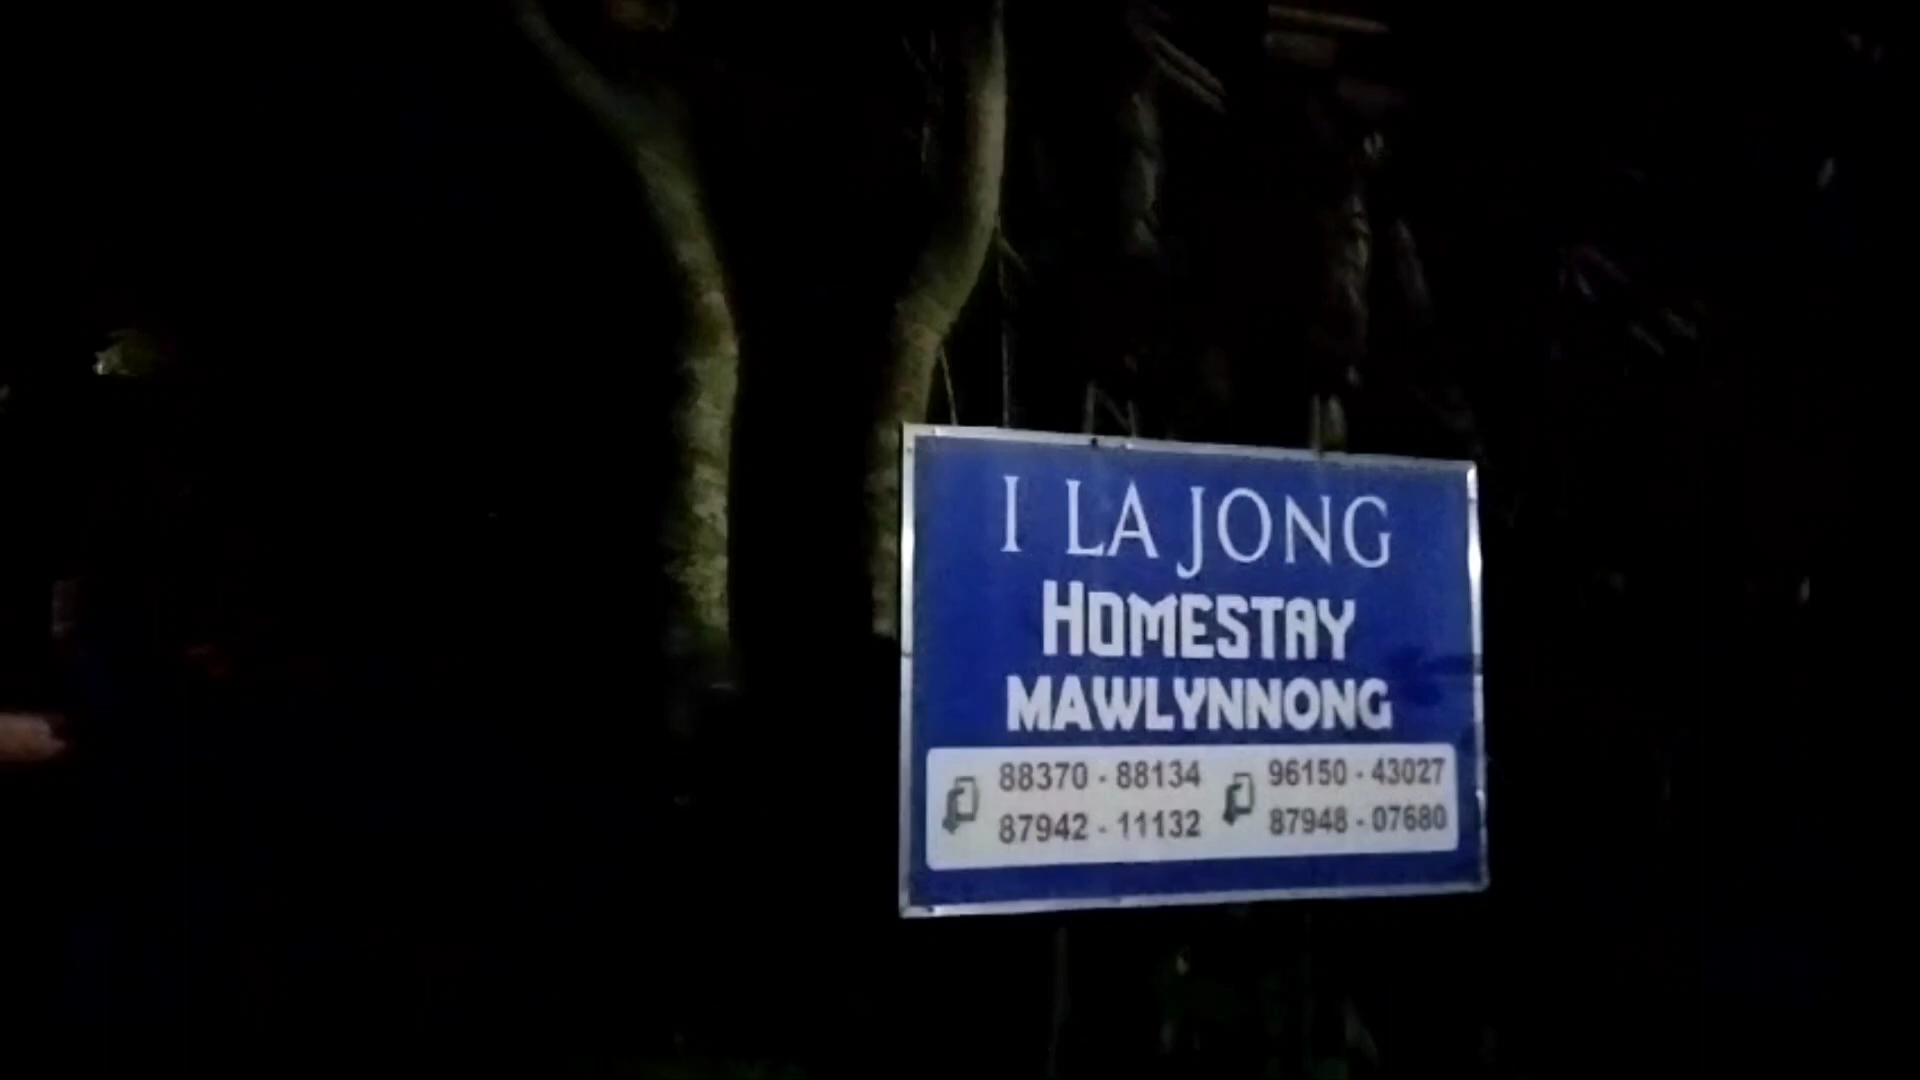 I LA JONG
HOMESTAY
MAWLYNNONG
88370 - 88134 96150 - 43027
87942 - 11132 87948 - 07680